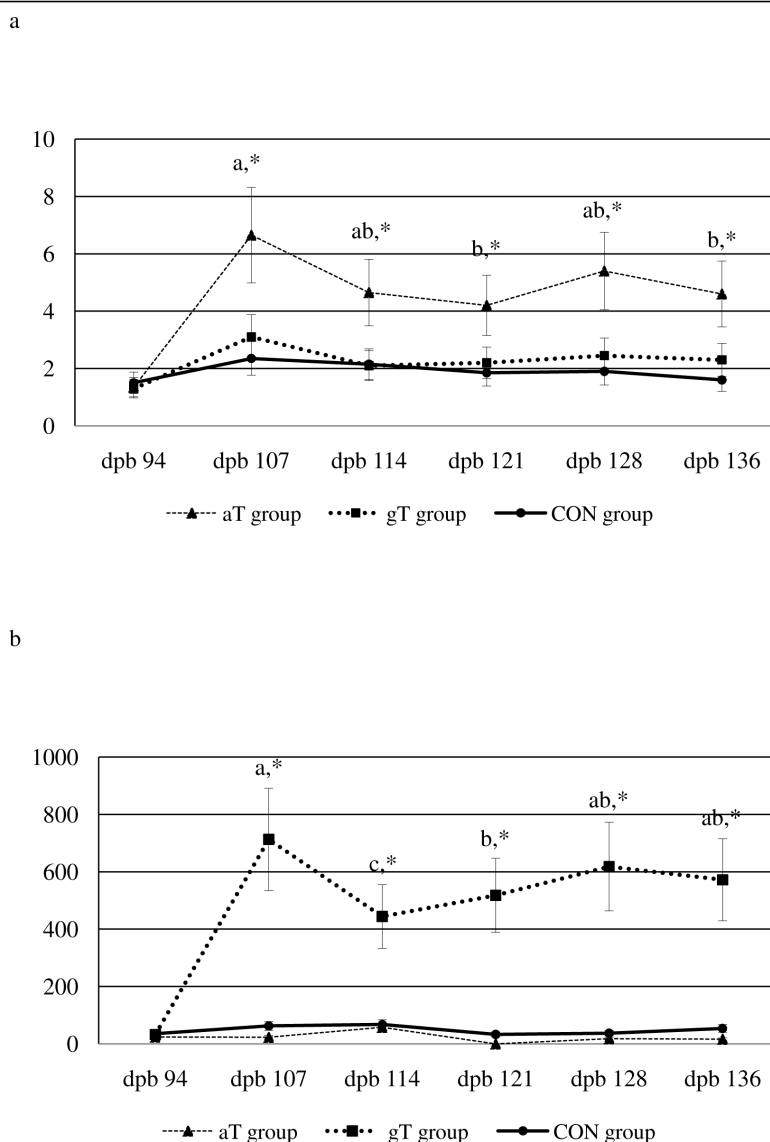 a
10
a,*
8
ab,*
ab,*
b,*
b,*
6
4
2
0
dpb 94 dpb 107 dpb 114 dpb 121 dpb 128 dpb 136
aT group gT group CON group
b
1000
a,*
ab,*
800
ab,*
b,*
c,*
600
400
200
0
dpb 94 dpb 107 dpb 114 dpb 121 dpb 128 dpb 136
aT group gT group CON group